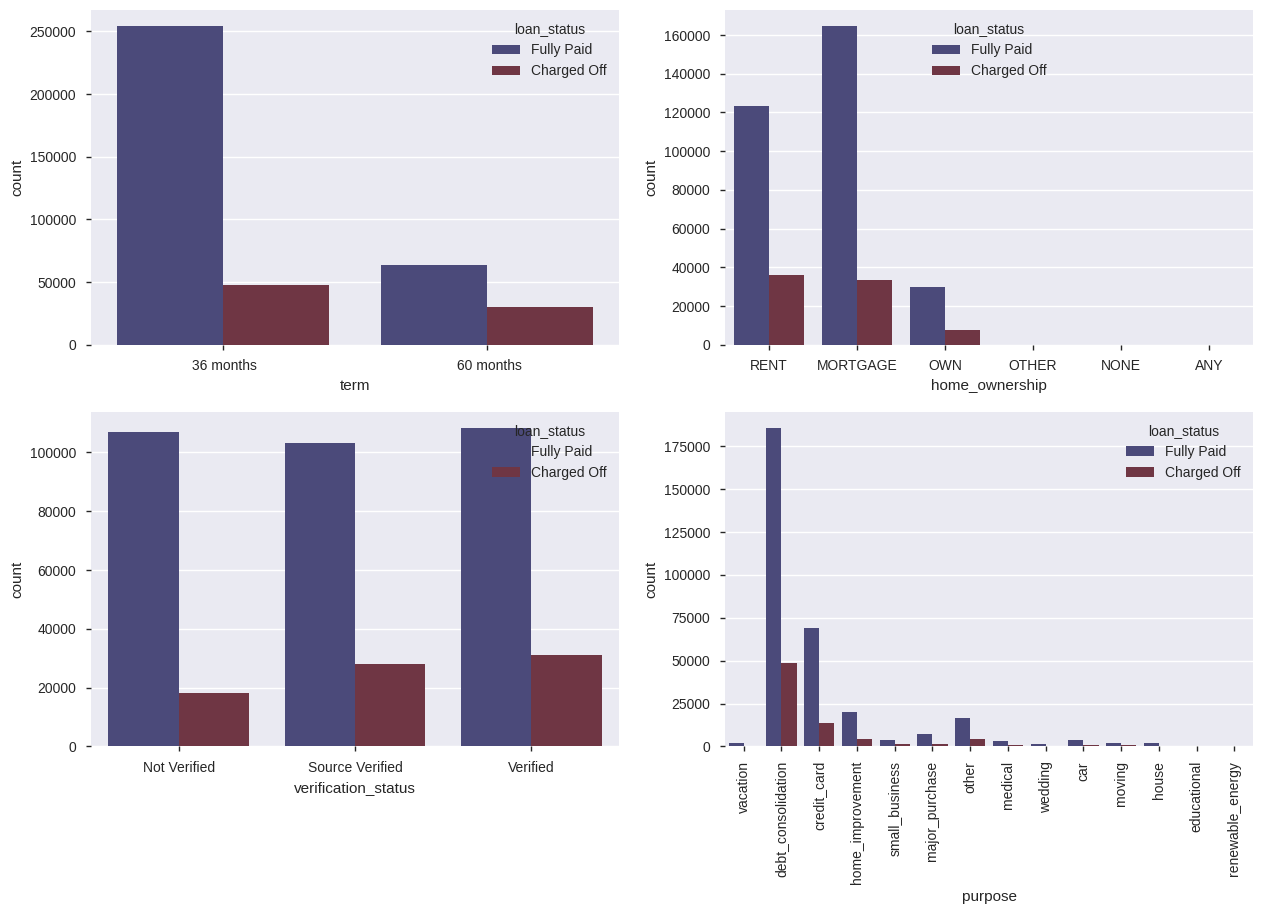 loan_status
Fully Paid
Charged Off
250000
200000
150000
100000
50000
0
count
36 months 60 months
term
loan_status
Fully Paid
Charged Off
160000
140000
120000
100000
80000
60000
40000
20000
0
count
RENT MORTGAGE OWN OTHER NONE ANY
home_ownership
loan_status
Fully Paid
Charged Off
100000
80000
60000
40000
20000
0
count
Not Verified Source Verified Verified
verification_status
loan_status
Fully Paid
Charged Off
175000
150000
125000
100000
75000
50000
25000
0
count
vacation
debt_consolidation
credit_card
home_improvement
small_business
major_purchase
other
medical
wedding
car
moving
house
educational
renewable_energy
purpose